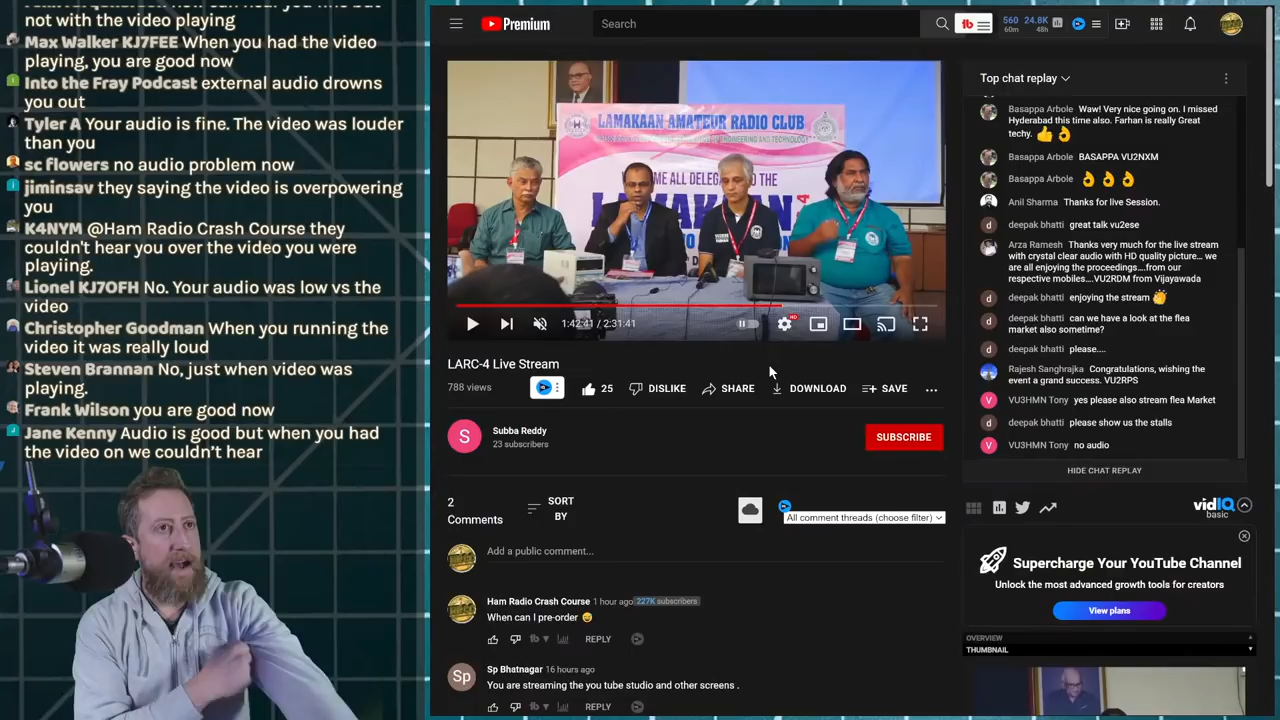 not with the video playing
Max Walker KJ7FEE When you had the video
playing, you are good now
Into the Fray Podcast external audio drowns
you out
Tyler A Your audio is fine. The video was louder
than you
sc flowers no audio problem now
jiminsav they saying the video is overpowering
you
K4NYM @Ham Radio Crash Course they
couldn't hear you over the video you were
playiing.
Lionel KJ7OFH No. Your audio was low vs the
video
Christopher Goodman When you running the
video it was really loud
Steven Brannan No, just when video was
playing.
Frank Wilson you are good now
Jane Kenny Audio is good but when you had
the video on we couldn't hear
Premium
Search
fb
560
60m
24.8K
48h
LAMAKAAN AMATEUR RADIO CLUB
ALL DELEGA
THE
LAMAKAAN
1:42:41 / 2:31:41
HD
LARC-4 Live Stream
788 views
25
DISLIKE
SHARE
DOWNLOAD
SAVE
S
Subba Reddy
23 subscribers
SUBSCRIBE
2
Comments
SORT
BY
All comment threads (choose filter)
Add a public comment...
Ham Radio Crash Course 1 hour ago 227K subscribers
When can I pre-order
REPLY
Sp
Sp Bhatnagar 16 hours ago
You are streaming the you tube studio and other screens .
REPLY
Top chat replay
Basappa Arbole Waw! Very nice going on. I missed
Hyderabad this time also. Farhan is really Great
techy.
Basappa Arbole BASAPPA VU2NXM
Basappa Arbole
Anil Sharma Thanks for live Session.
d deepak bhatti great talk vu2ese
Arza Ramesh Thanks very much for the live stream
with crystal clear audio with HD quality picture... we
are all enjoying the proceedings....from our
respective mobiles...VU2RDM from Vijayawada
d deepak bhatti enjoying the stream
d deepak bhatti can we have a look at the flea
market also sometime?
d deepak bhatti please....
Rajesh Sanghrajka Congratulations, wishing the
event a grand success. VU2RPS
V VU3HMN Tony yes please also stream flea Market
d deepak bhatti please show us the stalls
V VU3HMN Tony no audio
HIDE CHAT REPLAY
vidIQ
basic
Supercharge Your YouTube Channel
Unlock the most advanced growth tools for creators
View plans
OVERVIEW
THUMBNAIL